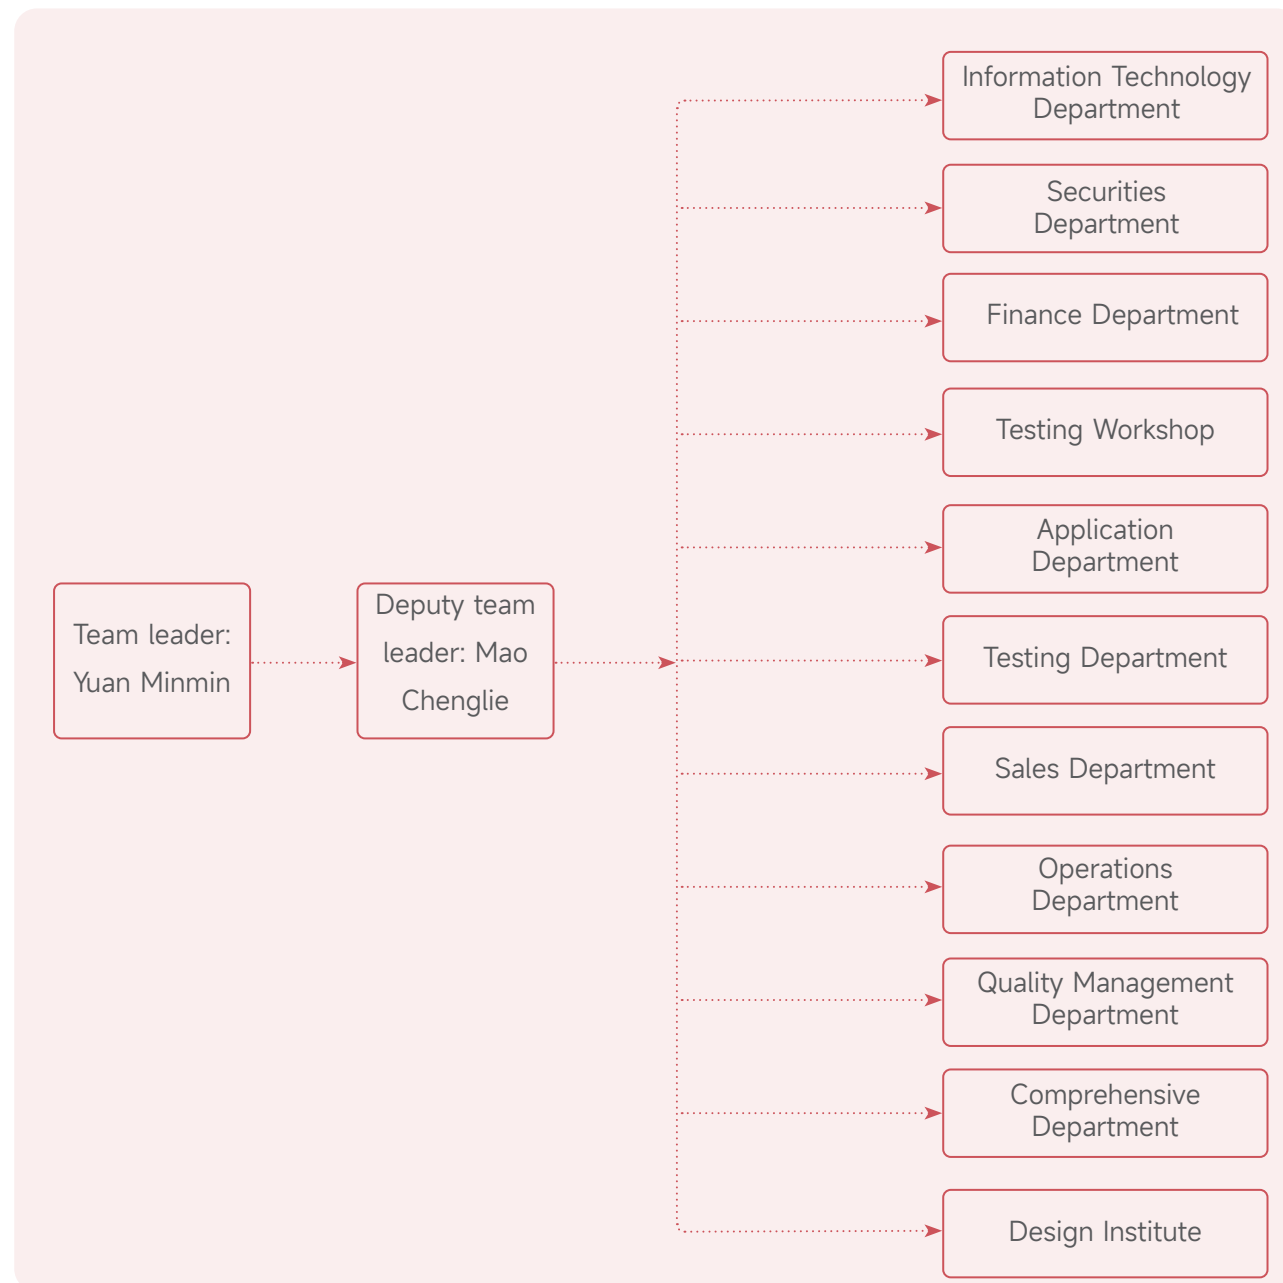 Information Technology
Department
Securities
Department
Finance Department
Testing Workshop
Application
Department
Team leader:
Yuan Minmin
Deputy team
leader: Mao
Chenglie
Testing Department
Sales Department
Operations
Department
Quality Management
Department
Comprehensive
Department
Design Institute